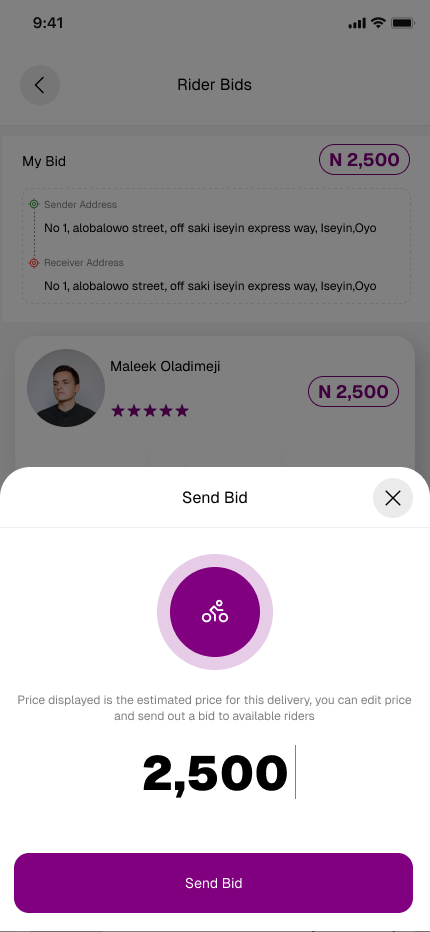 9:41
Rider Bids
My Bid
N 2,500
Sender Address
No 1, alobalowo street, off saki iseyin express way, Iseyin,Oyo
Receiver Address
No 1, alobalowo street, off saki iseyin express way, Iseyin,Oyo
Maleek Oladimeji
N 2,500
Send Bid
Price displayed is the estimated price for this delivery, you can edit price
and send out a bid to available riders
2,500
Send Bid